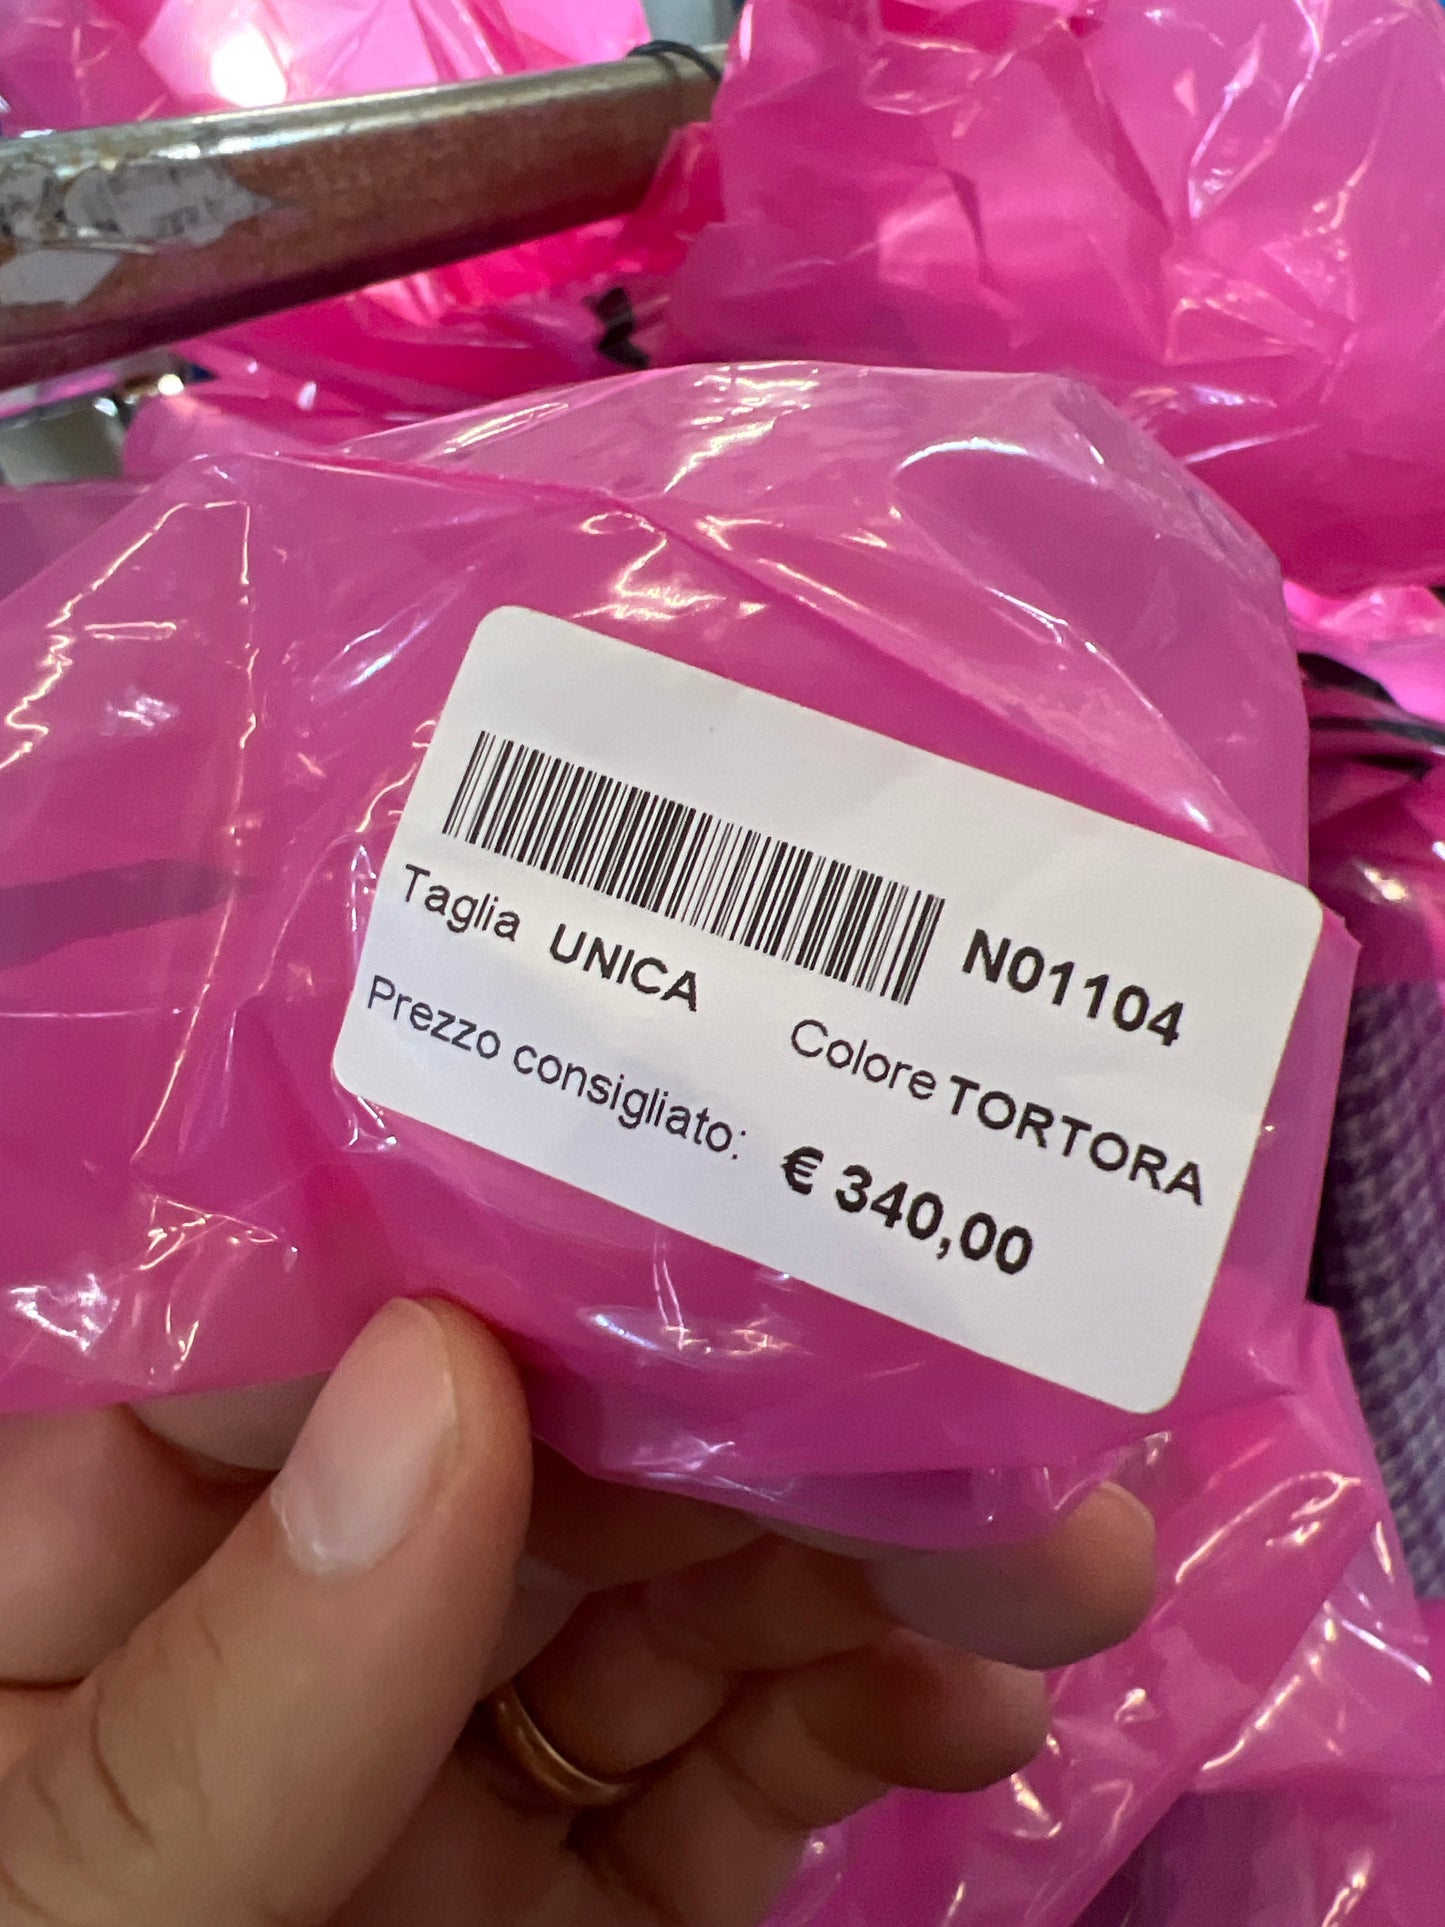 N01104
Taglia UNICA Colore TORTORA
Prezzo consigliato: € 340,00